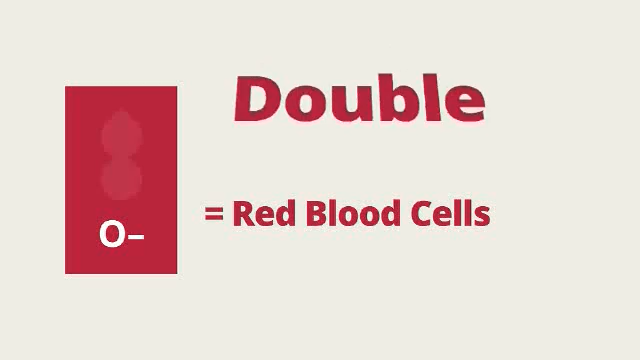 Double
O–
= Red Blood Cells